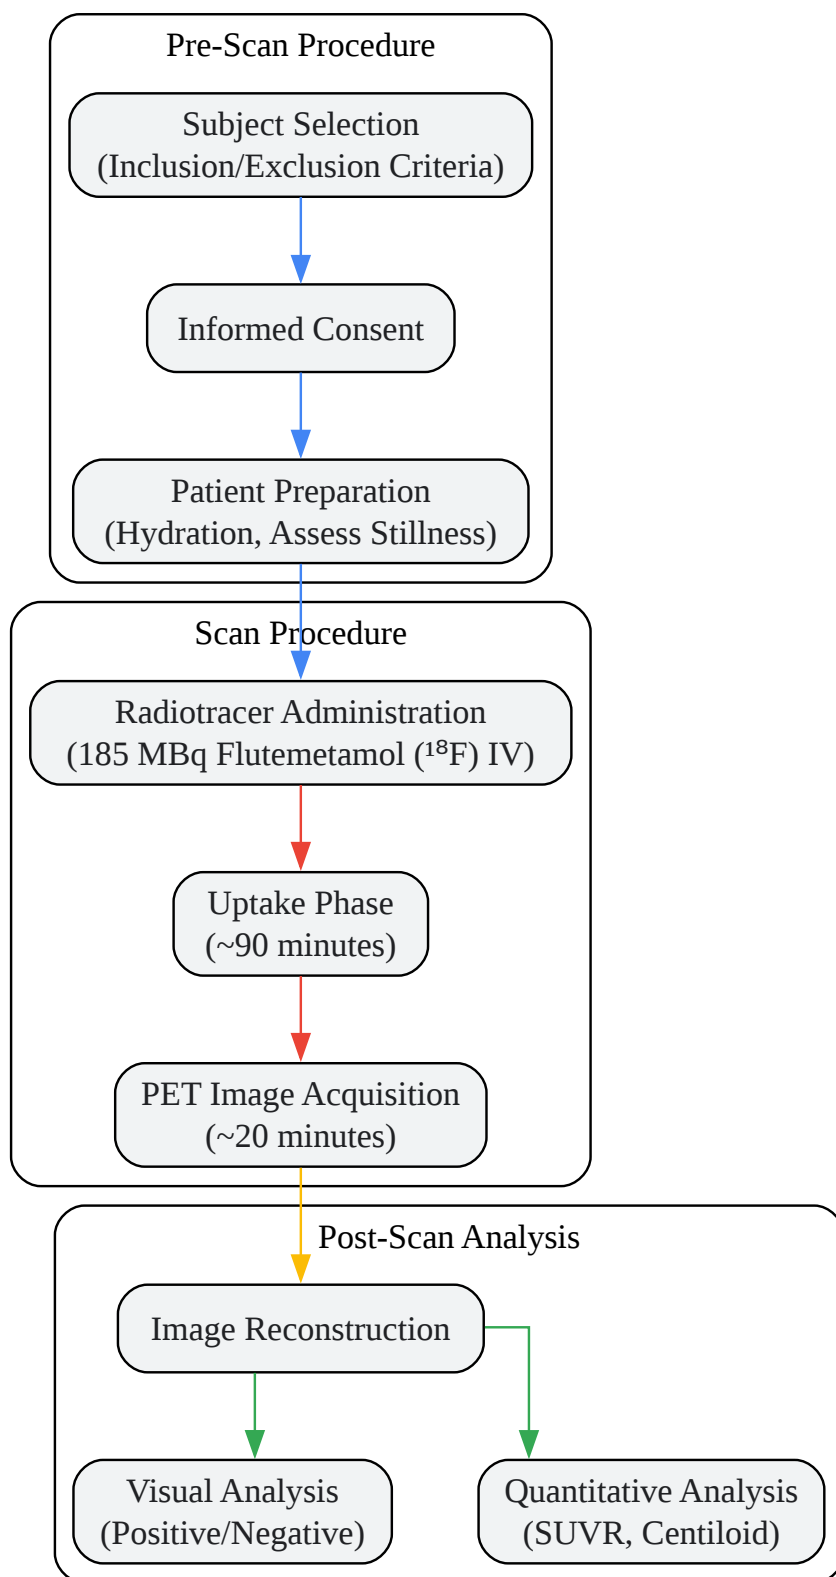 Pre-Scan Procedure
Subject Selection
(Inclusion/Exclusion Criteria)
Informed Consent
Patient Preparation
(Hydration, Assess Stillness)
Scan Procedure
Radiotracer Administration
(185 MBq Flutemetamol (¹⁸F) IV)
Uptake Phase
(~90 minutes)
PET Image Acquisition
(~20 minutes)
Post-Scan Analysis
Image Reconstruction
Visual Analysis
(Positive/Negative)
Quantitative Analysis
(SUVR, Centiloid)